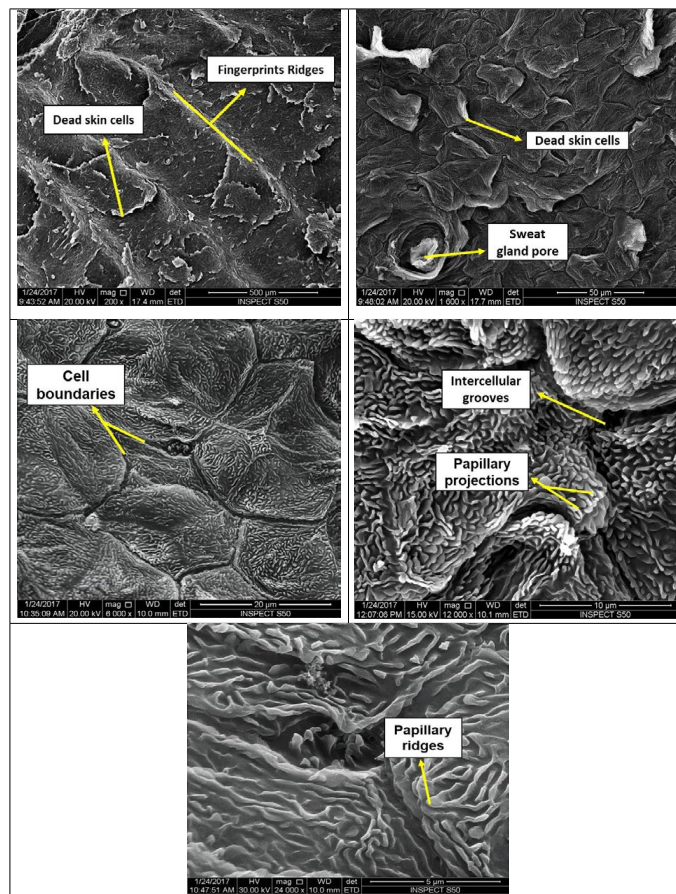 Fingerprints Ridges
Dead skin cells
1/24/2017 HV mag □ WD det 500 µm
9:43:52 AM 20.00 kV 200 x 17.4 mm ETD INSPECT S50
Dead skin cells
Sweat
gland pore
1/24/2017 HV mag □ WD det 50 µm
9:48:02 AM 20.00 kV 1 600 x 17.7 mm ETD INSPECT S50
Cell
boundaries
1/24/2017 HV mag □ WD det 20 µm
10:35:09 AM 20.00 kV 6 000 x 10.0 mm ETD INSPECT S50
Intercellular
grooves
Papillary
projections
1/24/2017 HV mag □ WD det 10 µm
12:07:06 PM 15.00 kV 12 000 x 10.1 mm ETD INSPECT S50
Papillary
ridges
1/24/2017 HV mag □ WD det 5 µm
10:47:51 AM 30.00 kV 24 000 x 10.0 mm ETD INSPECT S50